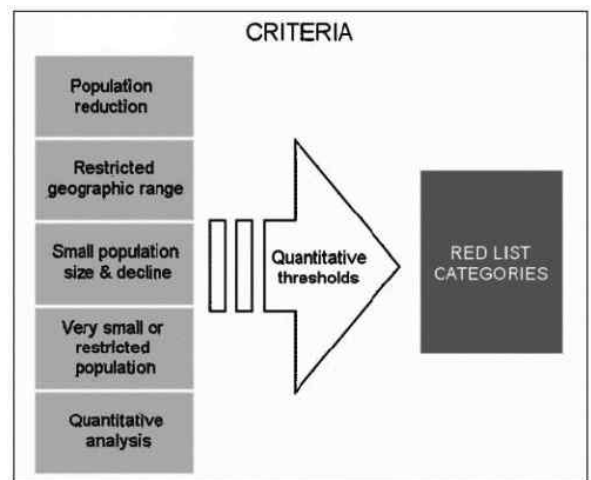 CRITERIA
Population
reduction
Restricted
geographic range
Small population
size & decline
Very small or
restricted
population
Quantitative
analysis
Quantitative
thresholds
RED LIST
CATEGORIES